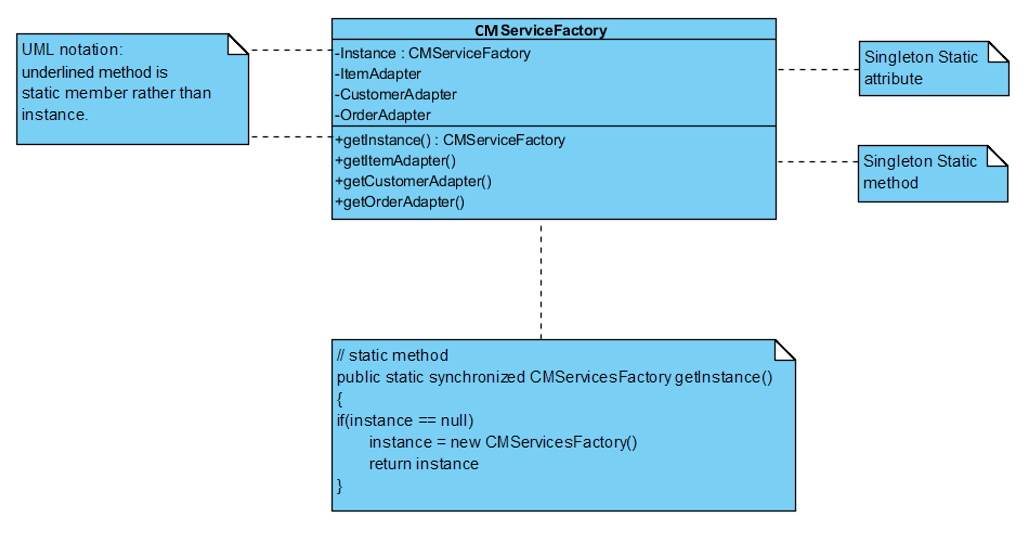 CMServiceFactory
UML notation:
underlined method is
static member rather than
instance.
-Instance : CMServiceFactory
-ItemAdapter
-CustomerAdapter
-OrderAdapter
+getInstance() : CMServiceFactory
+getItemAdapter()
+getCustomerAdapter()
+getOrderAdapter()
Singleton Static
attribute
Singleton Static
method
// static method
public static synchronized CMServicesFactory getInstance()
{
if(instance == null)
instance = new CMServicesFactory()
return instance
}